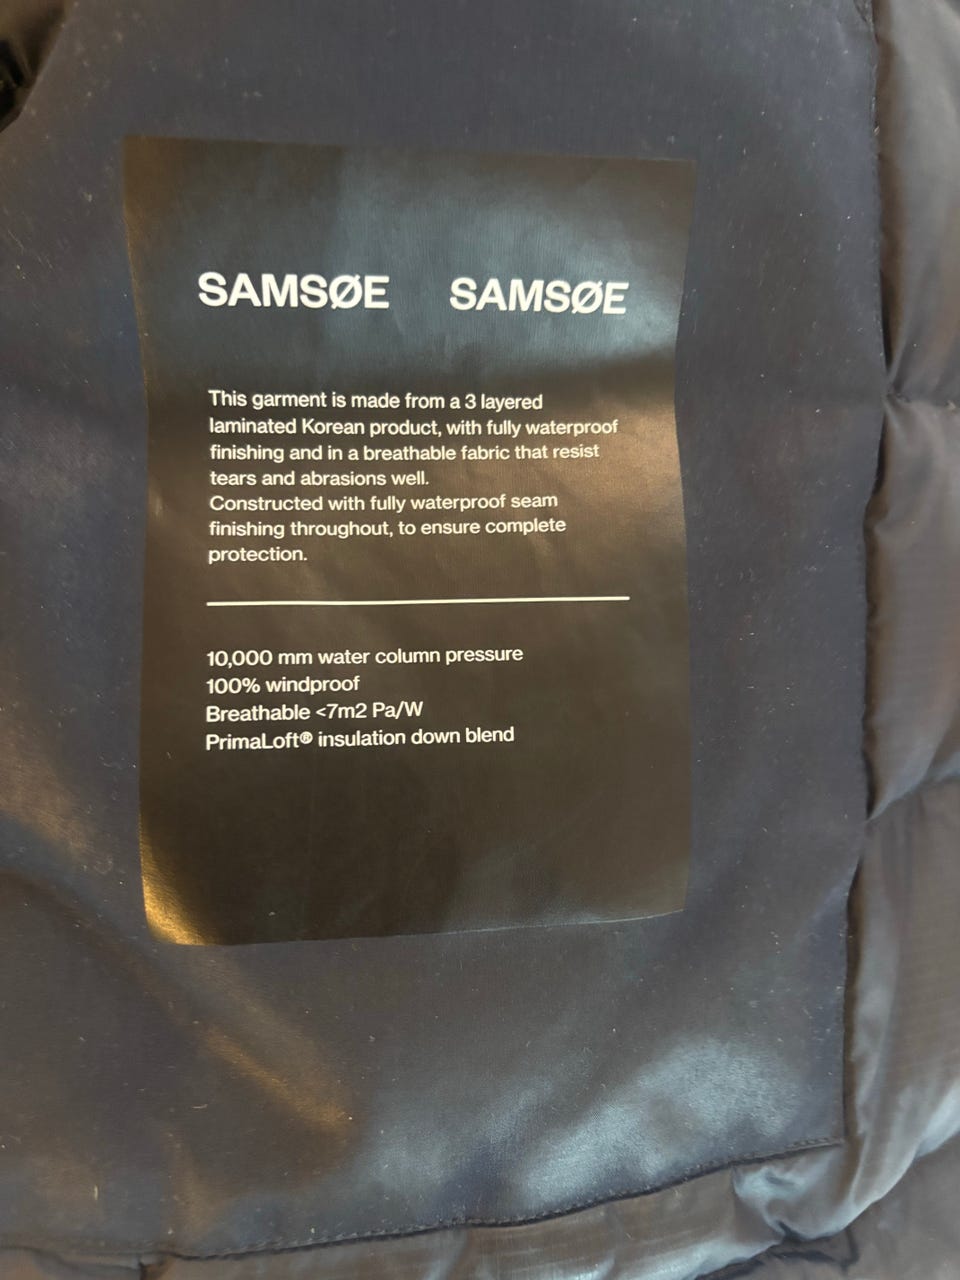 SAMSØE SAMSØE
This garment is made from a 3 layered
laminated Korean product, with fully waterproof
finishing and in a breathable fabric that resist
tears and abrasions well.
Constructed with fully waterproof seam
finishing throughout, to ensure complete
protection.
10,000 mm water column pressure
100% windproof
Breathable <7m2 Pa/W
PrimaLoft® insulation down blend